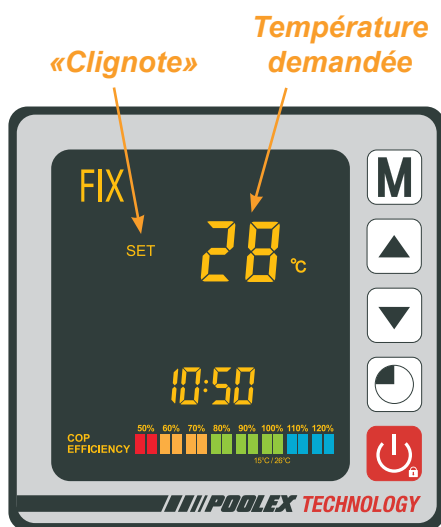 Température
«Clignote» demandée
FIX
M
SET 28 °C
10:50
50% 60% 70% 80% 90% 100% 110% 120%
COP
EFFICIENCY
15°C / 26°C
POOLEX TECHNOLOGY